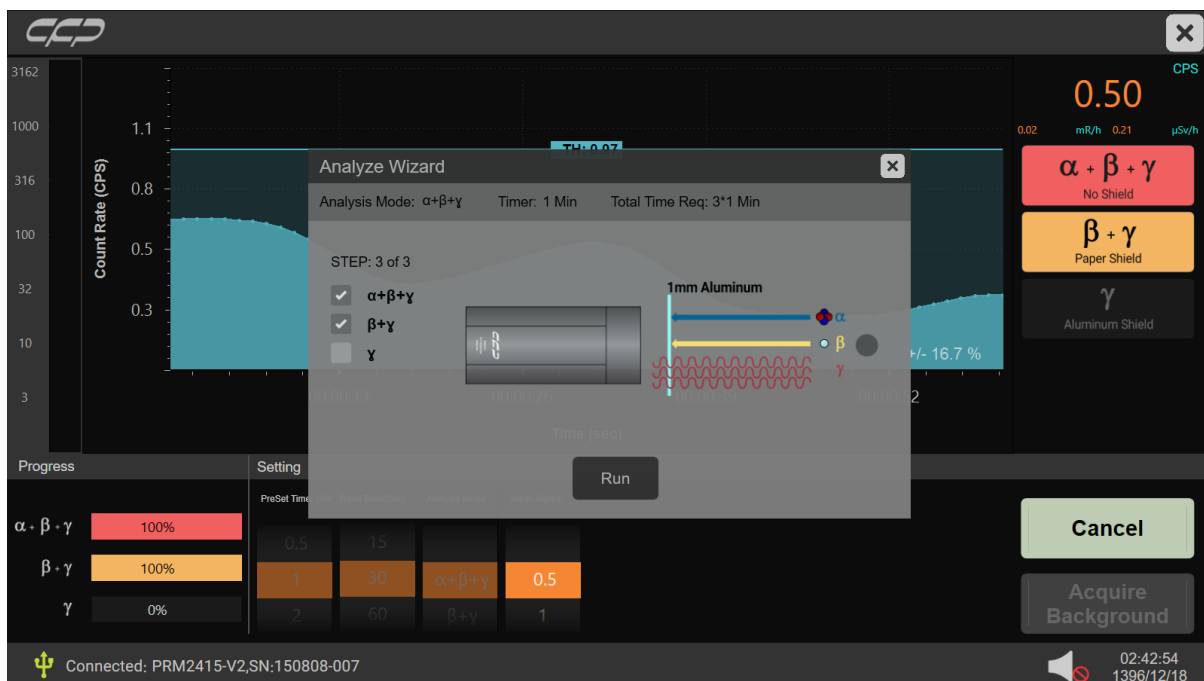 CPS
3162
0.50
1000
1.1
0.02 mR/h 0.21 µSv/h
TH: 0.97
Analyze Wizard
α + β + γ
No Shield
316
0.8
Analysis Mode: α+β+γ Timer: 1 Min Total Time Req: 3*1 Min
Count Rate (CPS)
100
0.5
β + γ
Paper Shield
STEP: 3 of 3
32
α+β+γ
1mm Aluminum
γ
Aluminum Shield
0.3
β+γ
α
10
γ
β
+/- 16.7 %
γ
3
00:00:13 00:00:26 00:00:39 00:00:52
Time (sec)
Progress
Setting
Run
PreSet Time
α + β + γ 100%
0.5 15
Cancel
β + γ 100%
1 30 α+β+γ 0.5
γ 0%
2 60 β+γ 1
Acquire
Background
Connected: PRM2415-V2,SN:150808-007
02:42:54
1396/12/18